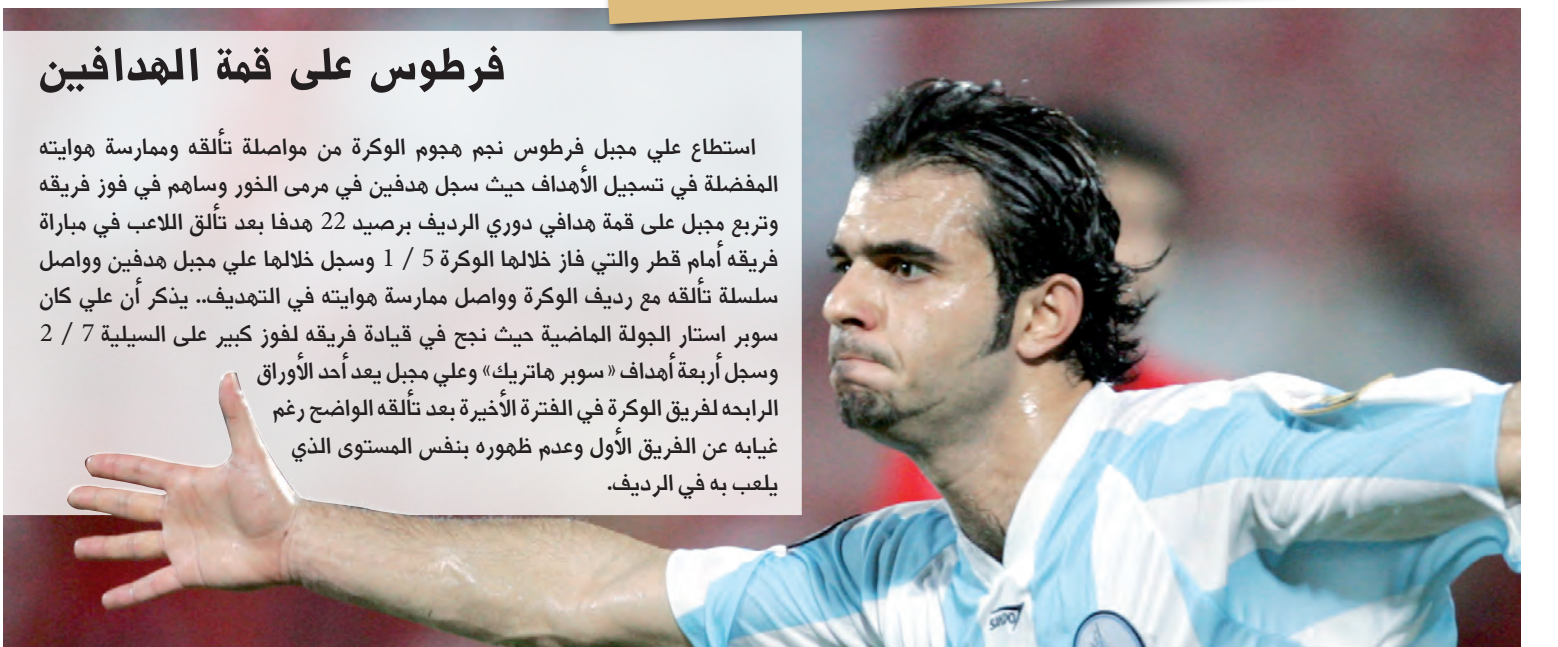 فرطوس على قمة الهدافين
استطاع علي مجبل فرطوس نجم هجوم الوكرة من مواصلة تألقه وممارسة هوايته
المفضلة في تسجيل الأهداف حيث سجل هدفين في مرمى الخور وساهم في فوز فريقه
وتربع مجبل على قمة هدافي دوري الرديف برصيد 22 هدفا بعد تألق اللاعب في مباراة
فريقه أمام قطر والتي فاز خلالها الوكرة 5 / 1 وسجل خلالها علي مجبل هدفين وواصل
سلسلة تألقه مع رديف الوكرة وواصل ممارسة هوايته في التهديف.. يذكر أن علي كان
سوبر استار الجولة الماضية حيث نجح في قيادة فريقه لفوز كبير على السيلية 7 / 2
وسجل أربعة أهداف «سوبر هاتريك» وعلي مجبل يعد أحد الأوراق
الرابحه لفريق الوكرة في الفترة الأخيرة بعد تألقه الواضح رغم
غيابه عن الفريق الأول وعدم ظهوره بنفس المستوى الذي
يلعب به في الرديف.